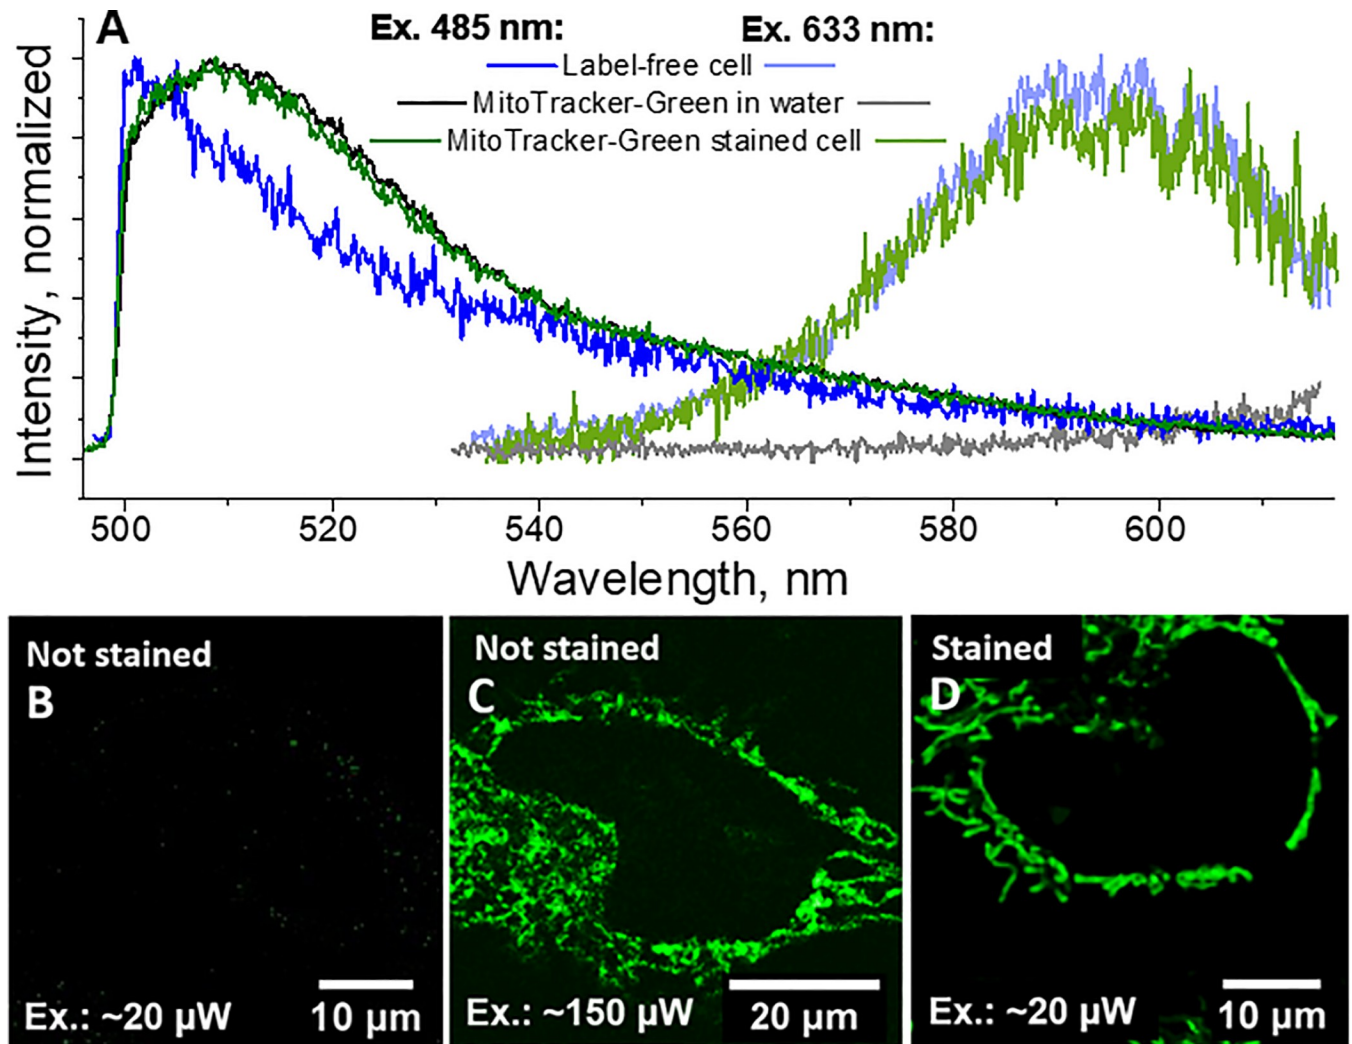 A
Ex. 485 nm: Ex. 633 nm:
Label-free cell
MitoTracker-Green in water
MitoTracker-Green stained cell
Intensity, normalized
500 520 540 560 580 600
Wavelength, nm
Not stained
B
Ex.: ~20 µW
10 µm
Not stained
C
Ex.: ~150 µW
20 µm
Stained
D
Ex.: ~20 µW
10 µm